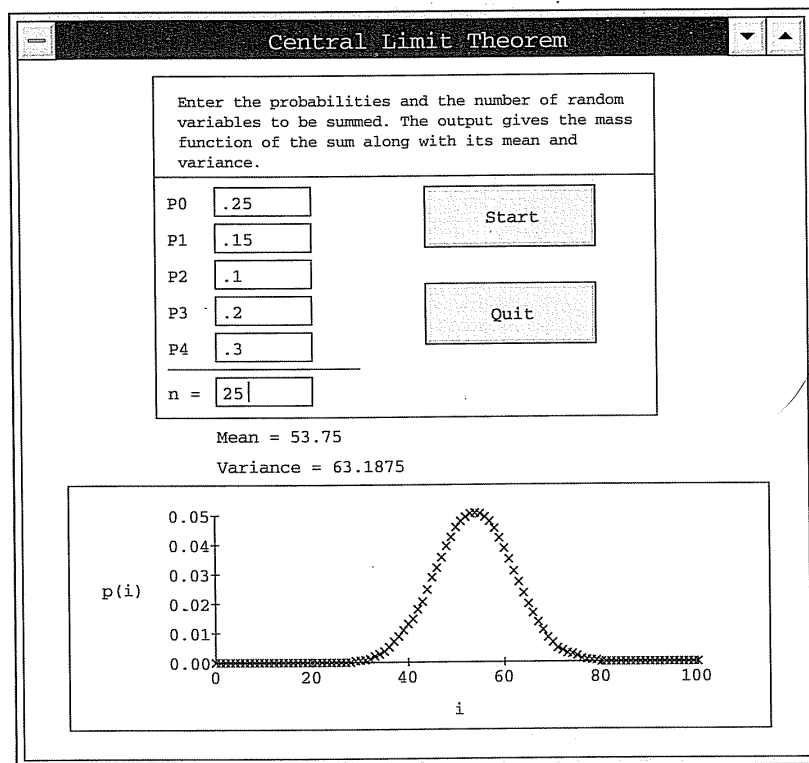 Central Limit Theorem
Enter the probabilities and the number of random
variables to be summed. The output gives the mass
function of the sum along with its mean and
variance.
P0 .25
Start
P1 .15
P2 .1
P3 .2
Quit
P4 .3
n = 25
Mean = 53.75
Variance = 63.1875
0.05
0.04
0.03
p(i)
0.02
0.01
0.00
0 20 40 60 80 100
i